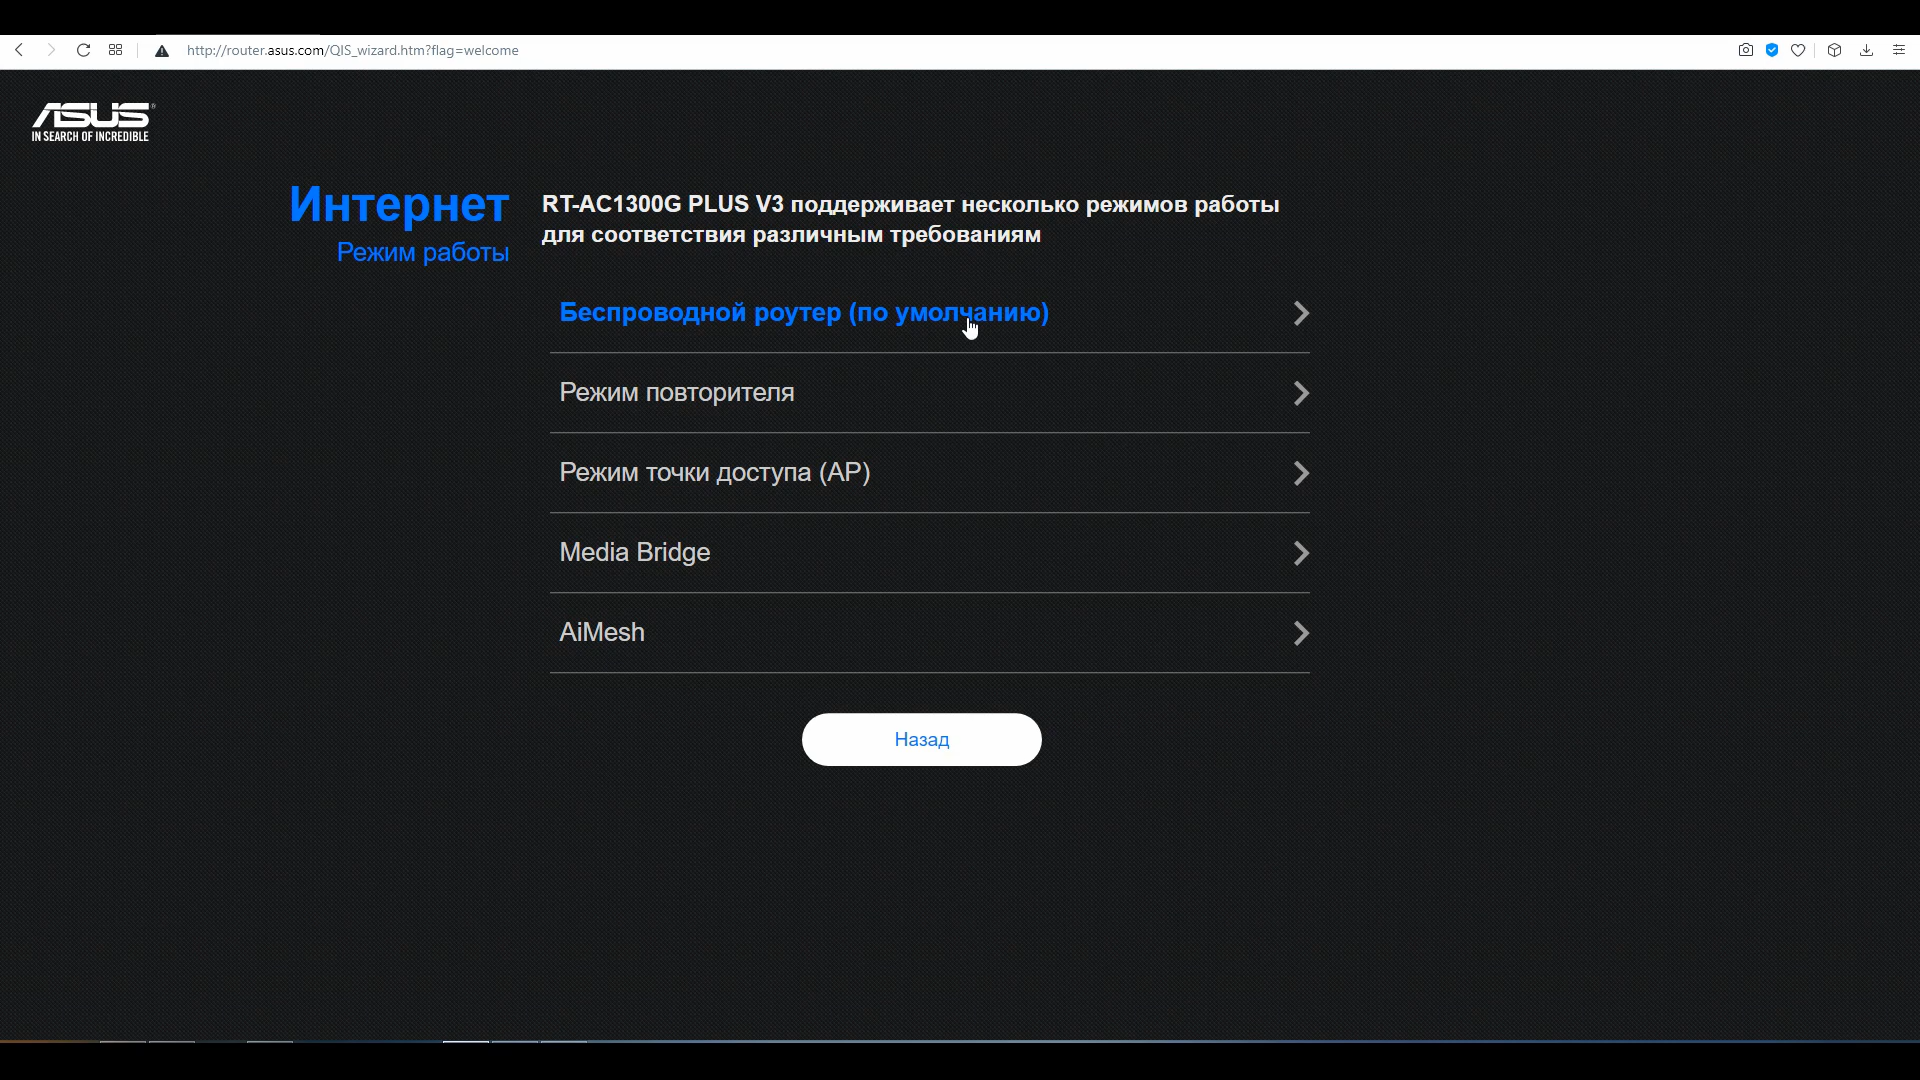 http://router.asus.com/QIS_wizard.htm?flag=welcome
ASUS®
IN SEARCH OF INCREDIBLE
Интернет
Режим работы
RT-AC1300G PLUS V3 поддерживает несколько режимов работы
для соответствия различным требованиям
Беспроводной роутер (по умолчанию)
Режим повторителя
Режим точки доступа (AP)
Media Bridge
AiMesh
Назад